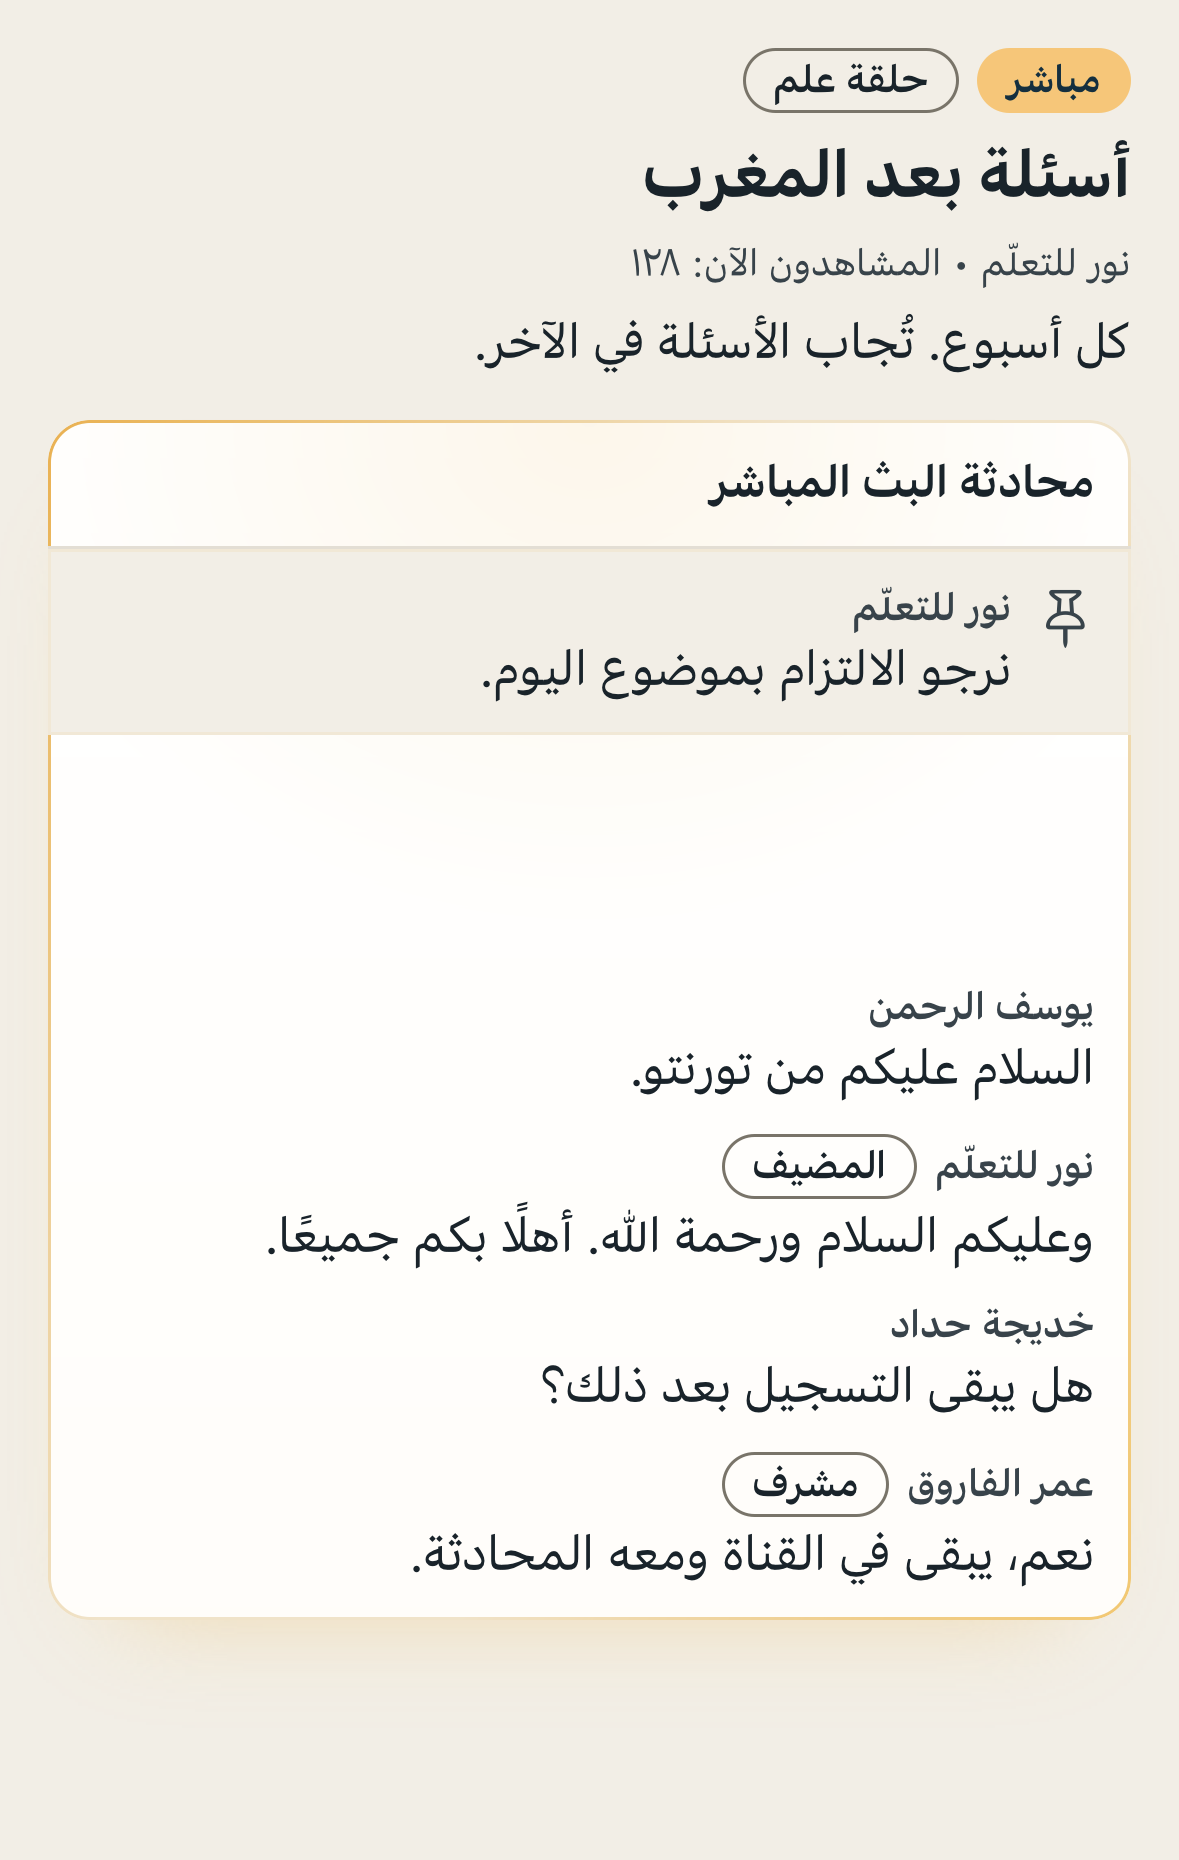 مباشر حلقة علم
أسئلة بعد المغرب
نور للتعلّم • المشاهدون الآن: ١٢٨
كل أسبوع. تُجاب الأسئلة في الآخر.
محادثة البث المباشر
نور للتعلّم
نرجو الالتزام بموضوع اليوم.
يوسف الرحمن
السلام عليكم من تورنتو.
نور للتعلّم المضيف
وعليكم السلام ورحمة الله. أهلًا بكم جميعًا.
خديجة حداد
هل يبقى التسجيل بعد ذلك؟
عمر الفاروق مشرف
نعم، يبقى في القناة ومعه المحادثة.